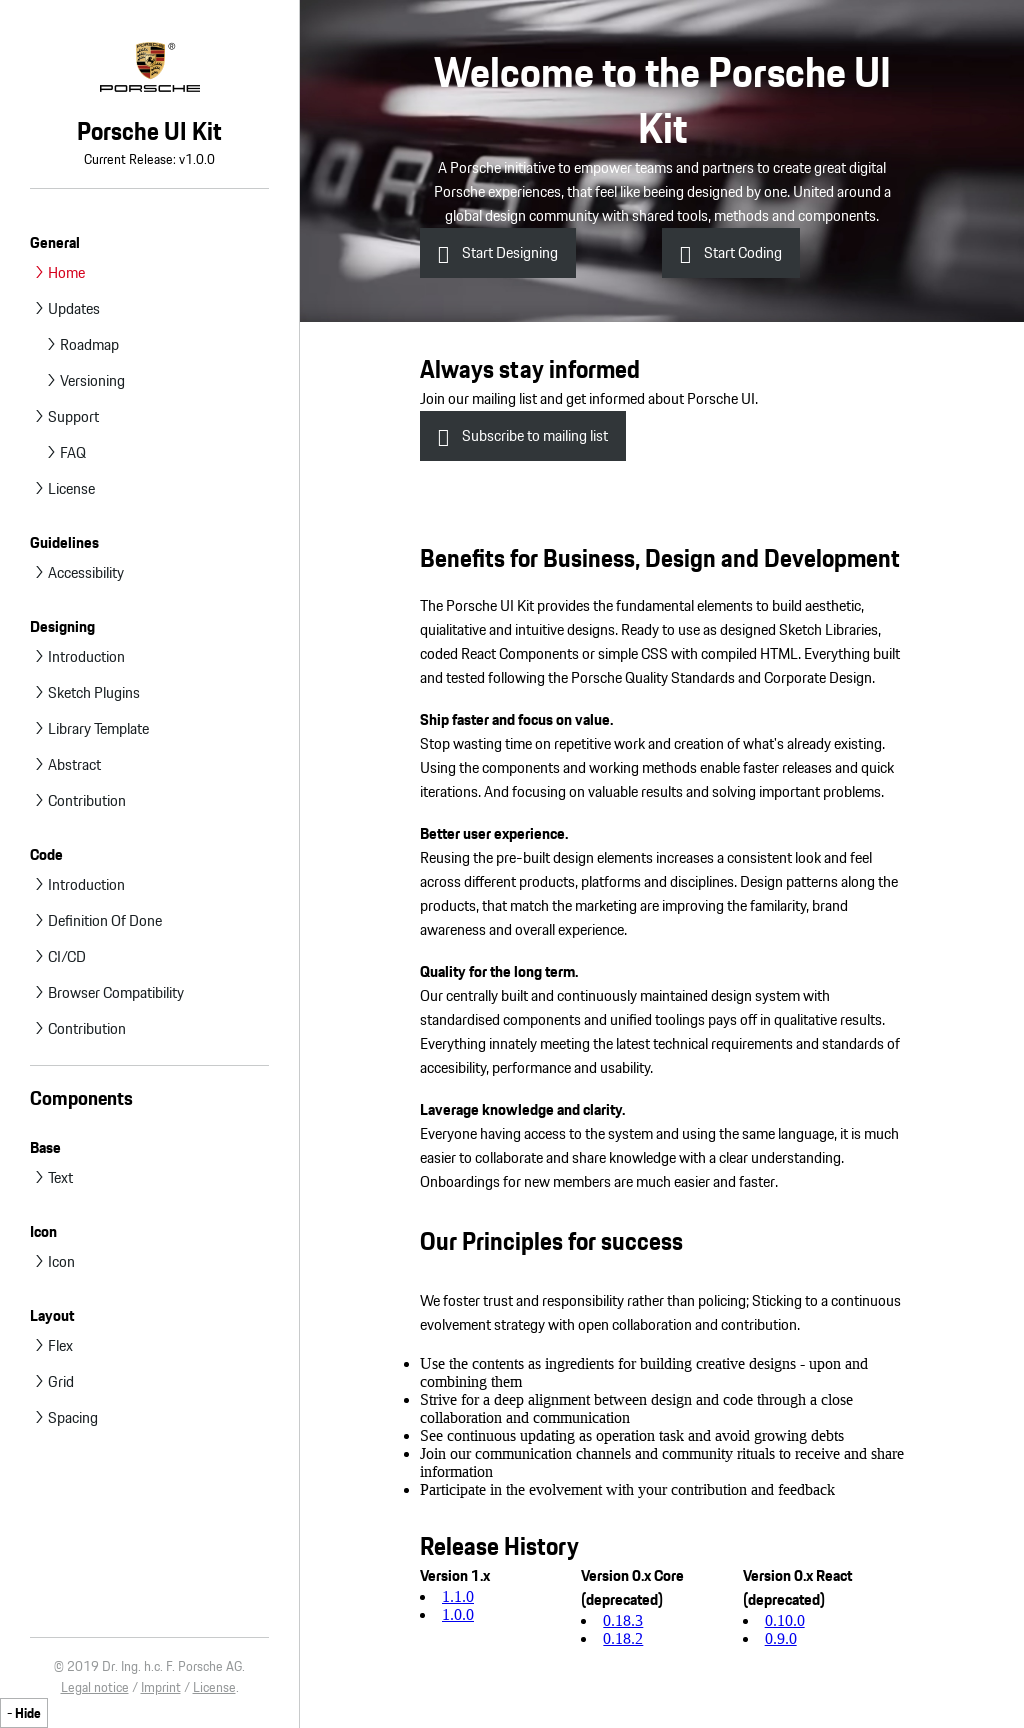 PORSCHE®
Porsche UI Kit
Current Release: v1.0.0
General
Home
Updates
Roadmap
Versioning
Support
FAQ
License
Guidelines
Accessibility
Designing
Introduction
Sketch Plugins
Library Template
Abstract
Contribution
Code
Introduction
Definition Of Done
CI/CD
Browser Compatibility
Contribution
Components
Base
Text
Icon
Icon
Layout
Flex
Grid
Spacing
© 2019 Dr. Ing. h.c. F. Porsche AG.
Legal notice / Imprint / License.
- Hide
Welcome to the Porsche UI
Kit
A Porsche initiative to empower teams and partners to create great digital
Porsche experiences, that feel like beeing designed by one. United around a
global design community with shared tools, methods and components.
Start Designing
Start Coding
Always stay informed
Join our mailing list and get informed about Porsche UI.
Subscribe to mailing list
Benefits for Business, Design and Development
The Porsche UI Kit provides the fundamental elements to build aesthetic,
quialitative and intuitive designs. Ready to use as designed Sketch Libraries,
coded React Components or simple CSS with compiled HTML. Everything built
and tested following the Porsche Quality Standards and Corporate Design.
Ship faster and focus on value.
Stop wasting time on repetitive work and creation of what's already existing.
Using the components and working methods enable faster releases and quick
iterations. And focusing on valuable results and solving important problems.
Better user experience.
Reusing the pre-built design elements increases a consistent look and feel
across different products, platforms and disciplines. Design patterns along the
products, that match the marketing are improving the familarity, brand
awareness and overall experience.
Quality for the long term.
Our centrally built and continuously maintained design system with
standardised components and unified toolings pays off in qualitative results.
Everything innately meeting the latest technical requirements and standards of
accesibility, performance and usability.
Laverage knowledge and clarity.
Everyone having access to the system and using the same language, it is much
easier to collaborate and share knowledge with a clear understanding.
Onboardings for new members are much easier and faster.
Our Principles for success
We foster trust and responsibility rather than policing; Sticking to a continuous
evolvement strategy with open collaboration and contribution.
Use the contents as ingredients for building creative designs - upon and
combining them
Strive for a deep alignment between design and code through a close
collaboration and communication
See continuous updating as operation task and avoid growing debts
Join our communication channels and community rituals to receive and share
information
Participate in the evolvement with your contribution and feedback
Release History
Version 1.x
1.1.0
1.0.0
Version 0.x Core
(deprecated)
0.18.3
0.18.2
Version 0.x React
(deprecated)
0.10.0
0.9.0